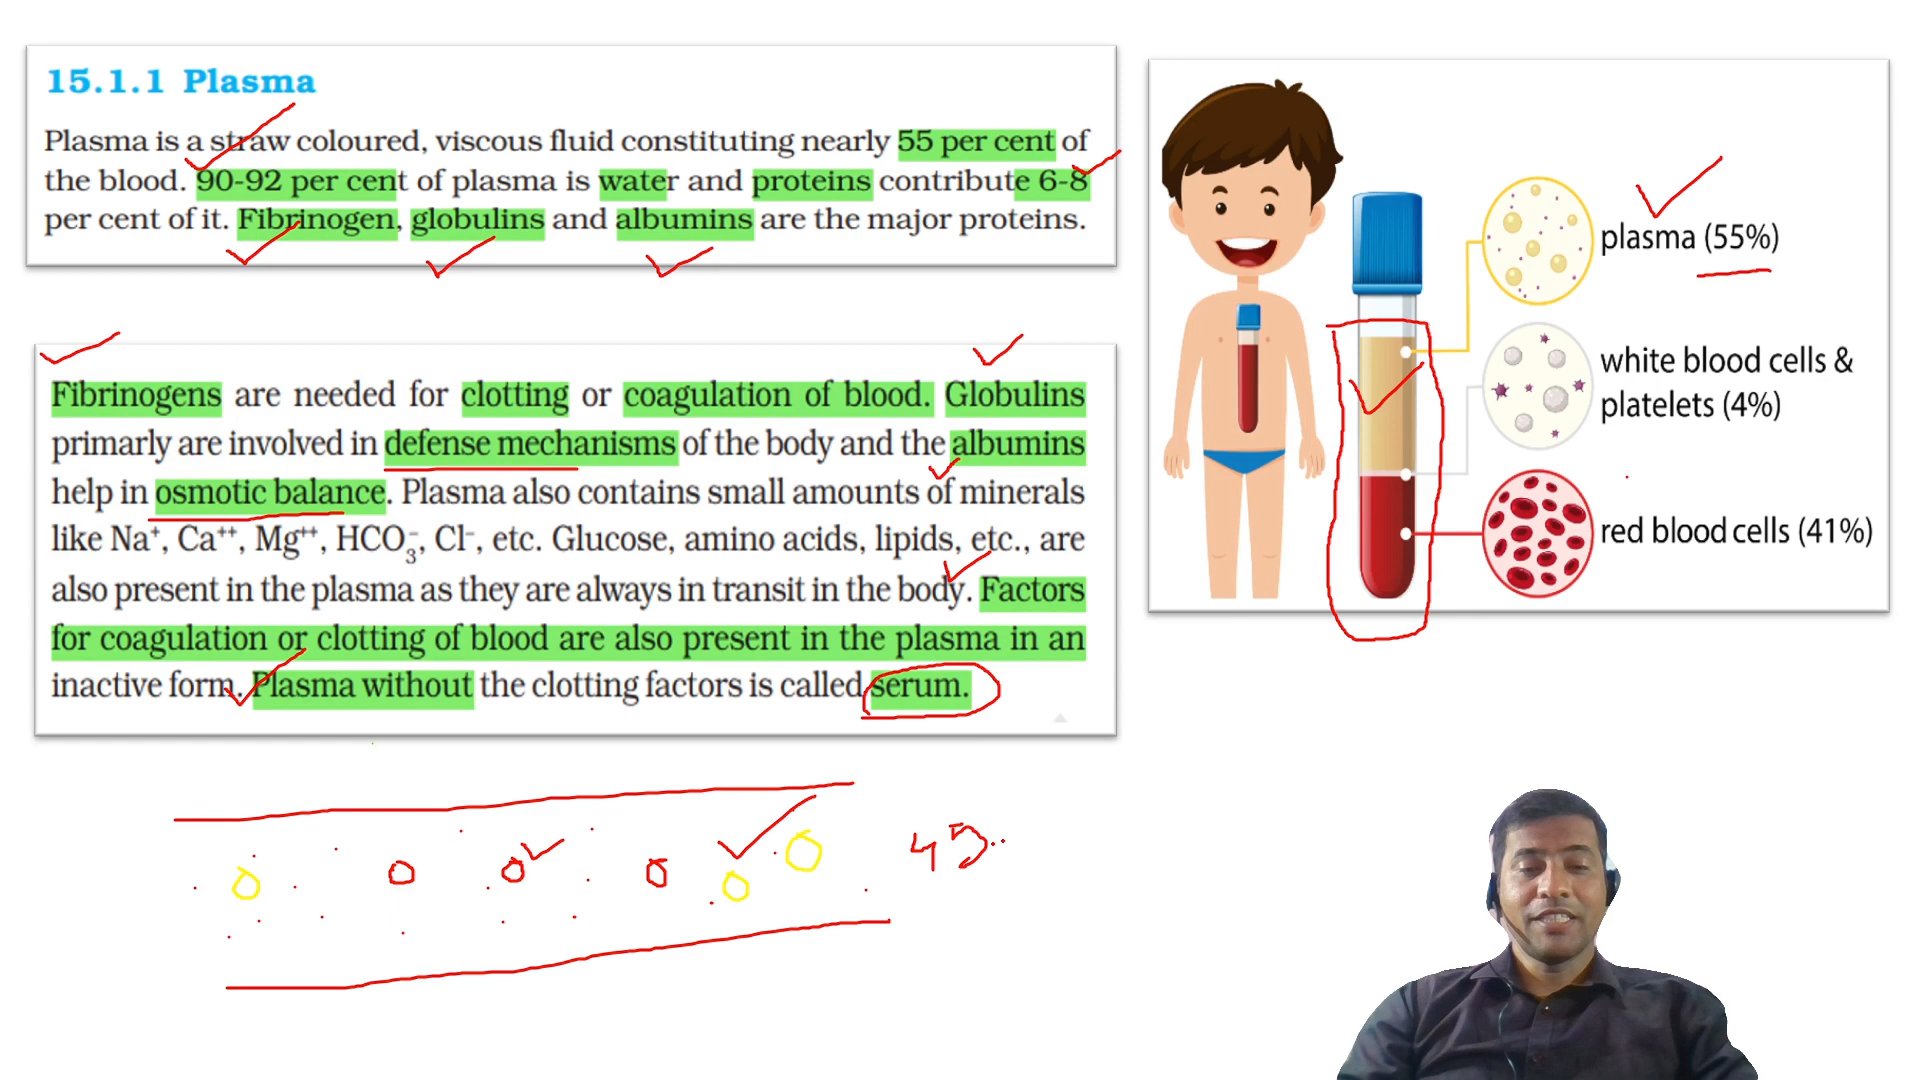 15.1.1 Plasma
Plasma is a straw coloured, viscous fluid constituting nearly 55 per cent of
the blood. 90-92 per cent of plasma is water and proteins contribute 6-8
per cent of it. Fibrinogen, globulins and albumins are the major proteins.
Fibrinogens are needed for clotting or coagulation of blood. Globulins
primarly are involved in defense mechanisms of the body and the albumins
help in osmotic balance. Plasma also contains small amounts of minerals
like Na⁺, Ca⁺⁺, Mg⁺⁺, HCO₃⁻, Cl⁻, etc. Glucose, amino acids, lipids, etc., are
also present in the plasma as they are always in transit in the body. Factors
for coagulation or clotting of blood are also present in the plasma in an
inactive form. Plasma without the clotting factors is called serum.
plasma (55%)
white blood cells &
platelets (4%)
red blood cells (41%)
45